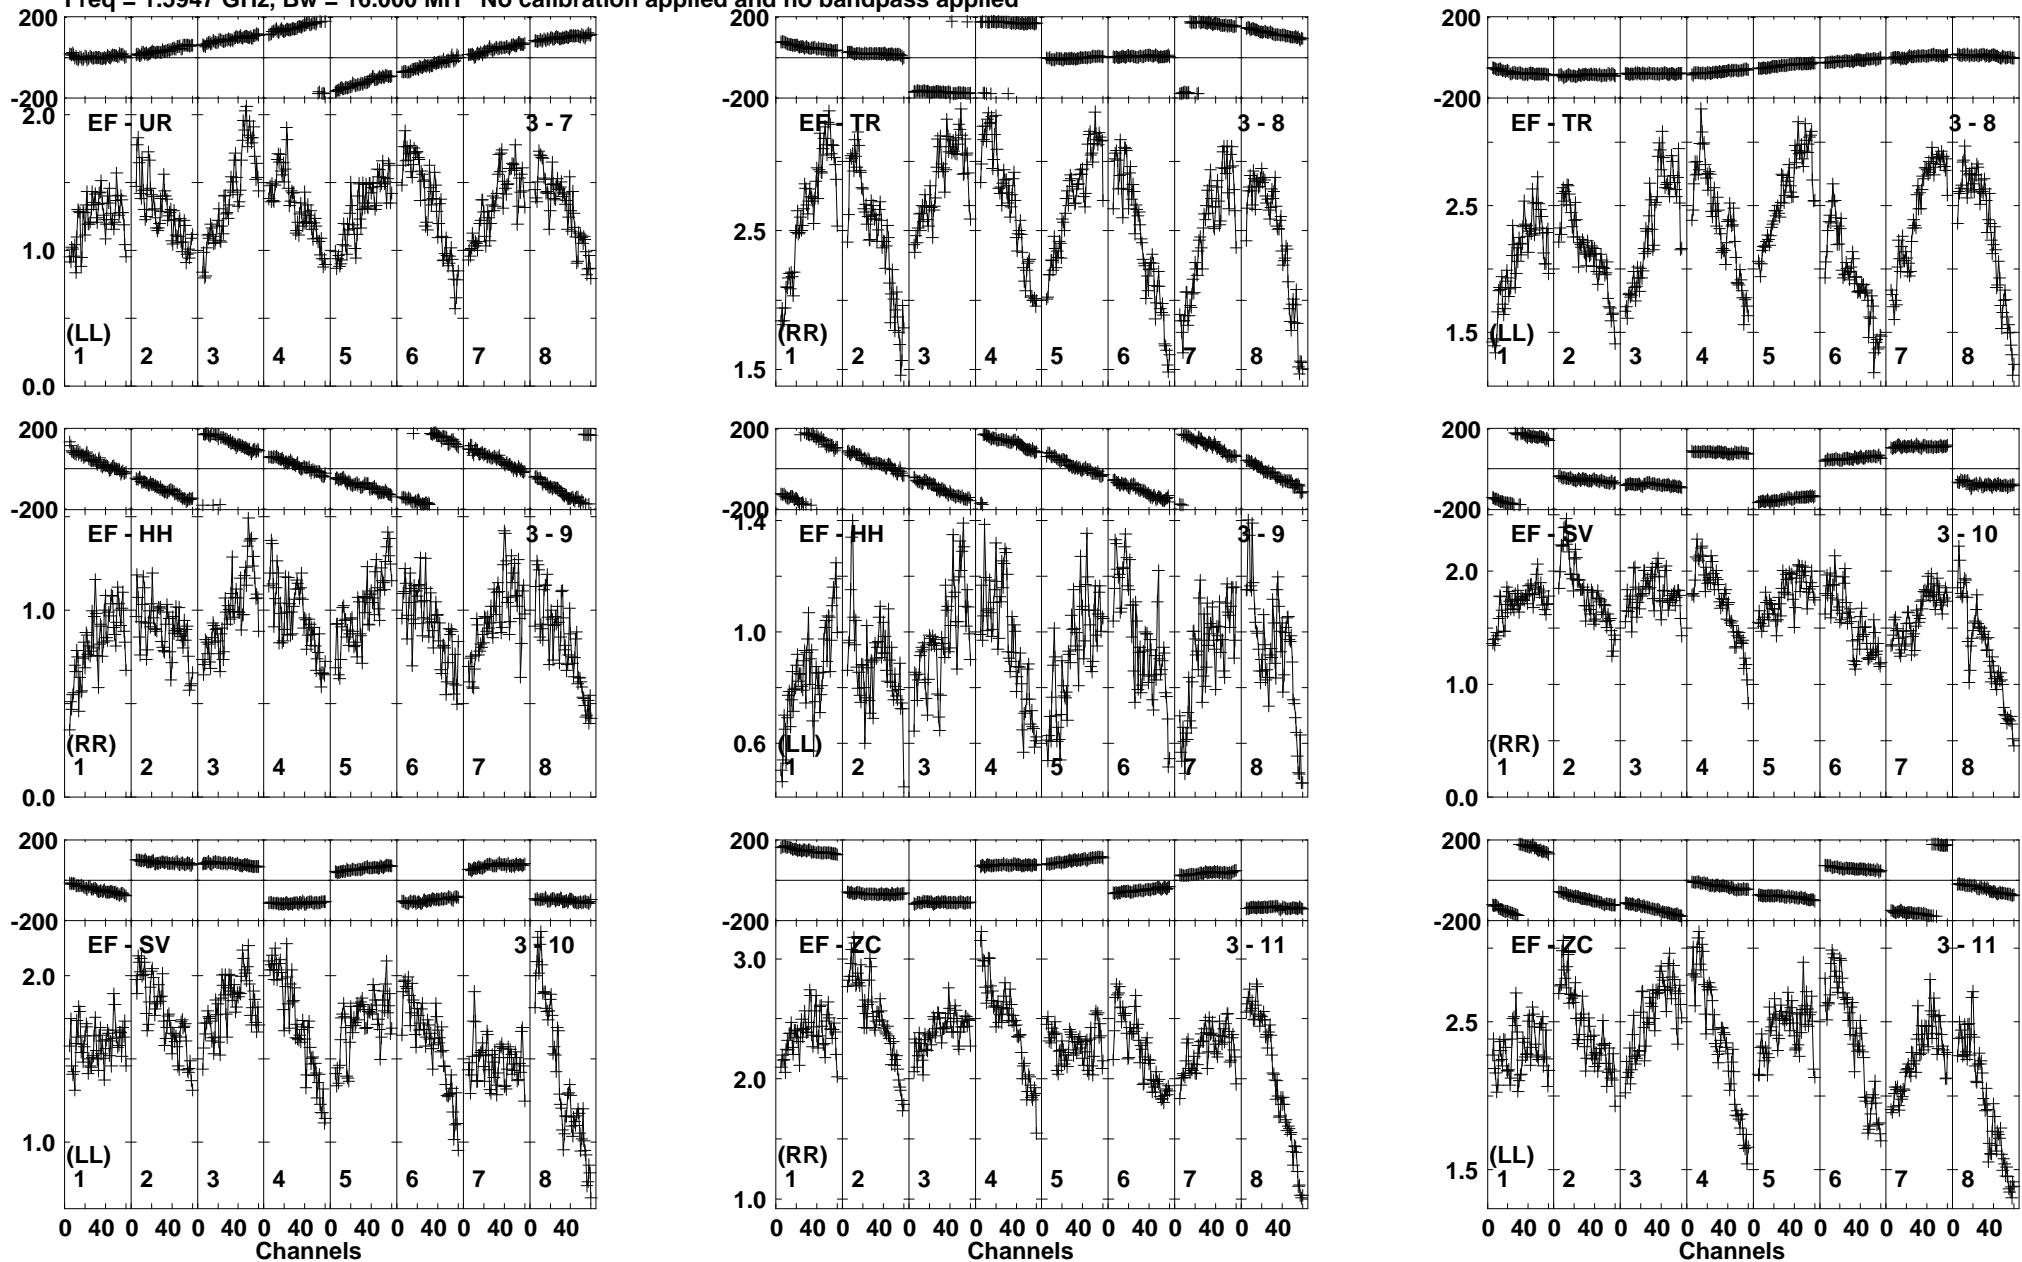 Freq = 1.5947 GHz, Bw = 16.000 MH No calibration applied and no bandpass applied
200 200 200
-200 -200 -200
2.0 EF - UR 3 - 7 EF - TR 3 - 8 EF - TR 3 - 8
2.5 2.5
1.0
(LL) (RR) 1.5 (LL)
1 2 3 4 5 6 7 8 1 2 3 4 5 6 7 8 1 2 3 4 5 6 7 8
0.0 1.5
200 200 200
-200 -200 -200
EF - HH 3 - 9 1.4 EF - HH 3 - 9 EF - SV 3 - 10
2.0
1.0 1.0
1.0
(RR) 0.6 (LL) (RR)
1 2 3 4 5 6 7 8 1 2 3 4 5 6 7 8 1 2 3 4 5 6 7 8
0.0 0.0
200 200 200
-200 -200 -200
EF - SV 3 - 10 EF - ZC 3 - 11 EF - ZC 3 - 11
2.0 3.0
2.5
2.0
1.0
(LL) (RR) (LL)
1 2 3 4 5 6 7 8 1 2 3 4 5 6 7 8 1.5 1 2 3 4 5 6 7 8
1.0
0 40 0 40 0 40 0 40 0 40 0 40 0 40 0 40 0 40 0 40 0 40 0 40 0 40 0 40 0 40 0 40 0 40 0 40 0 40 0 40 0 40 0 40 0 40 0 40
Channels Channels Channels